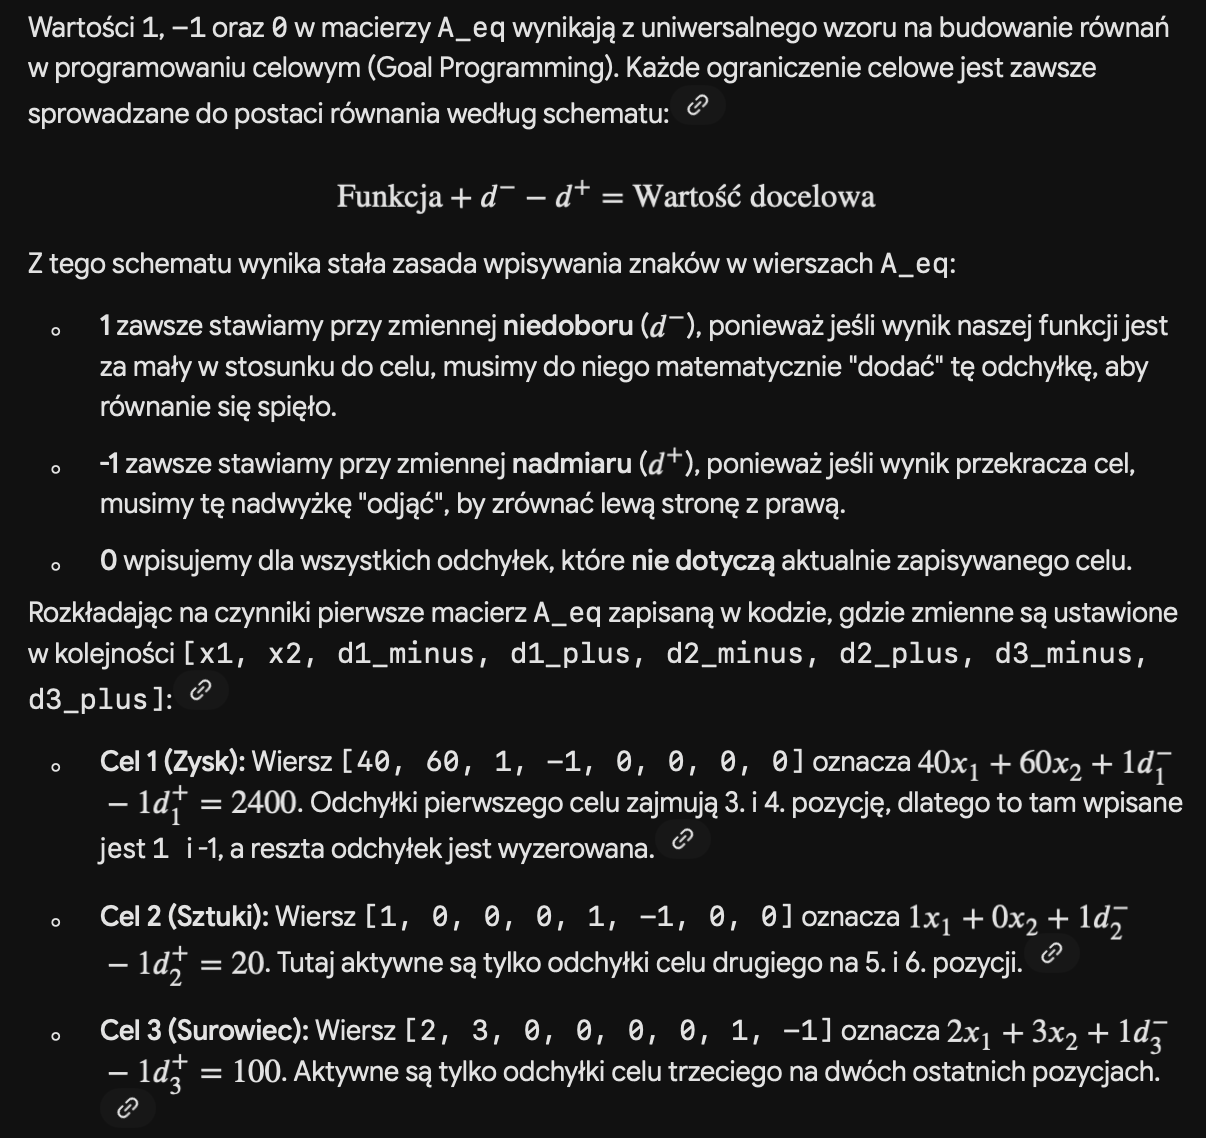 Wartości 1, −1 oraz 0 w macierzy A_eq wynikają z uniwersalnego wzoru na budowanie równań
w programowaniu celowym (Goal Programming). Każde ograniczenie celowe jest zawsze
sprowadzane do postaci równania według schematu:
Funkcja + d⁻ − d⁺ = Wartość docelowa
Z tego schematu wynika stała zasada wpisywania znaków w wierszach A_eq:
1 zawsze stawiamy przy zmiennej niedoboru (d⁻), ponieważ jeśli wynik naszej funkcji jest
za mały w stosunku do celu, musimy do niego matematycznie "dodać" tę odchyłkę, aby
równanie się spięło.
-1 zawsze stawiamy przy zmiennej nadmiaru (d⁺), ponieważ jeśli wynik przekracza cel,
musimy tę nadwyżkę "odjąć", by zrównać lewą stronę z prawą.
0 wpisujemy dla wszystkich odchyłek, które nie dotyczą aktualnie zapisywanego celu.
Rozkładając na czynniki pierwsze macierz A_eq zapisaną w kodzie, gdzie zmienne są ustawione
w kolejności [x1, x2, d1_minus, d1_plus, d2_minus, d2_plus, d3_minus,
d3_plus]:
Cel 1 (Zysk): Wiersz [40, 60, 1, −1, 0, 0, 0, 0] oznacza 40x₁ + 60x₂ + 1d₁⁻
− 1d₁⁺ = 2400. Odchyłki pierwszego celu zajmują 3. i 4. pozycję, dlatego to tam wpisane
jest 1 i -1, a reszta odchyłek jest wyzerowana.
Cel 2 (Sztuki): Wiersz [1, 0, 0, 0, 1, −1, 0, 0] oznacza 1x₁ + 0x₂ + 1d₂⁻
− 1d₂⁺ = 20. Tutaj aktywne są tylko odchyłki celu drugiego na 5. i 6. pozycji.
Cel 3 (Surowiec): Wiersz [2, 3, 0, 0, 0, 0, 1, −1] oznacza 2x₁ + 3x₂ + 1d₃⁻
− 1d₃⁺ = 100. Aktywne są tylko odchyłki celu trzeciego na dwóch ostatnich pozycjach.